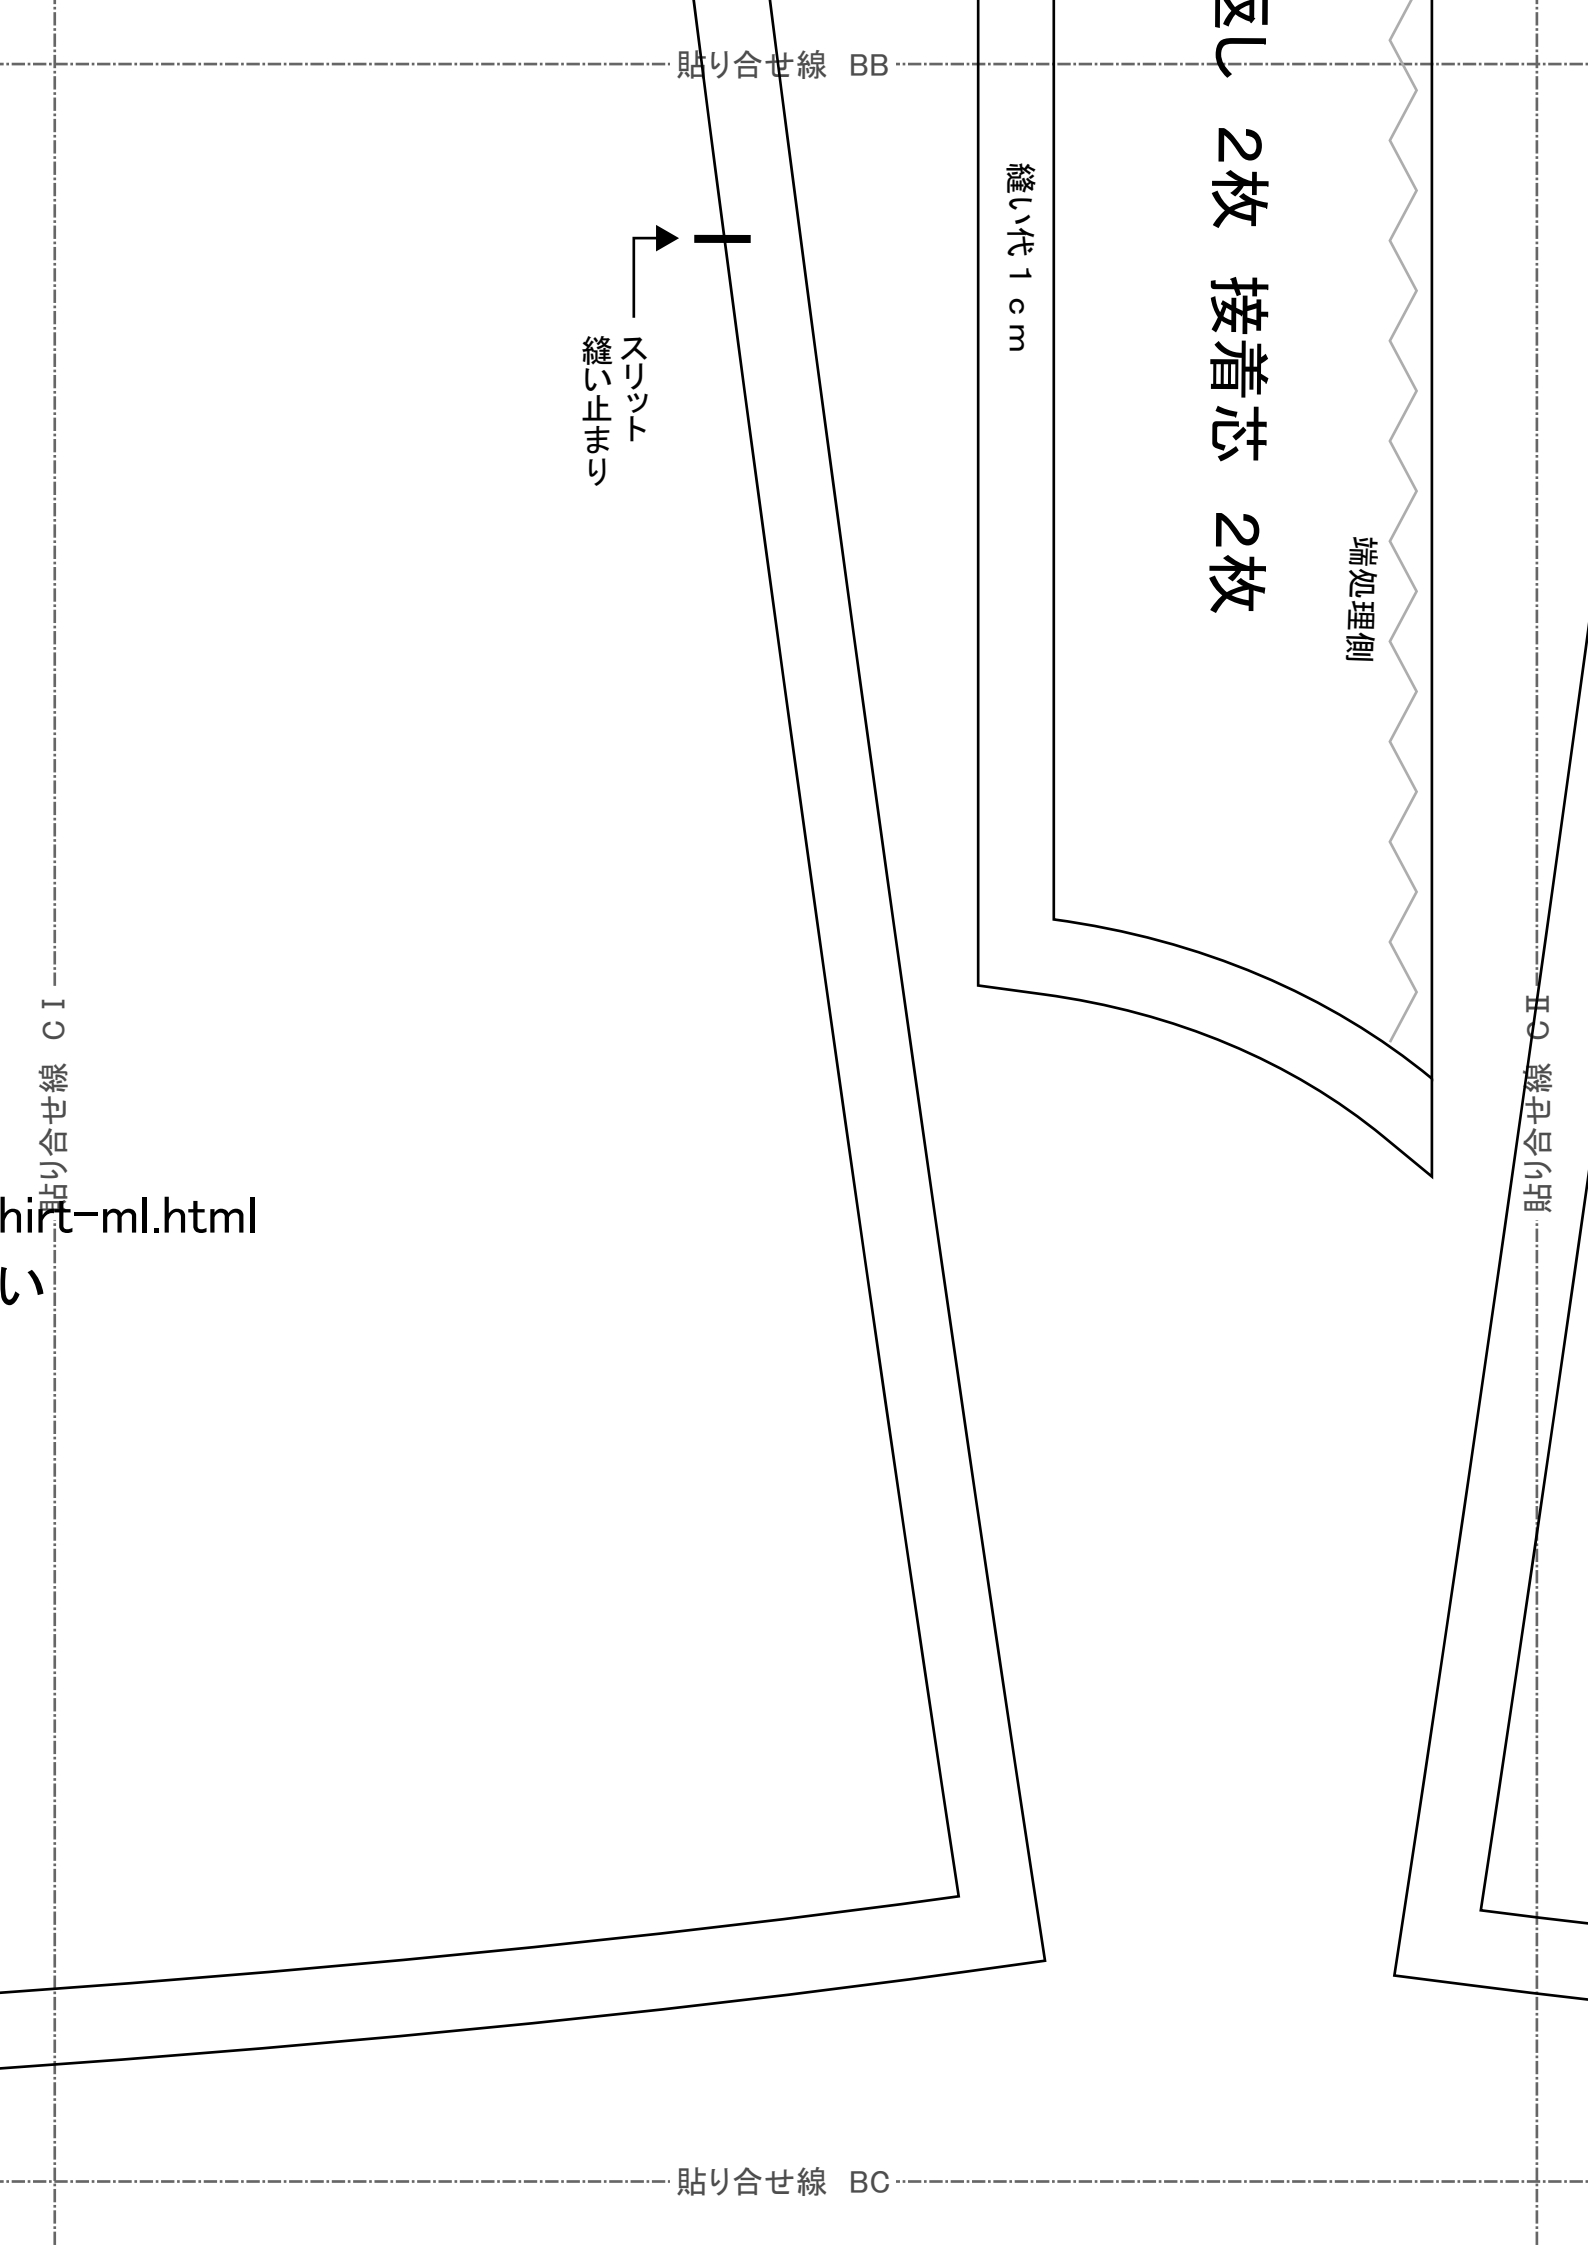 貼り合せ線 BB
返し 2枚 接着芯 2枚
縫い代1cm
スリット
縫い止まり
端処理側
貼り合せ線 CⅠ
貼り合せ線 CⅡ
hirt-ml.html
い
貼り合せ線 BC